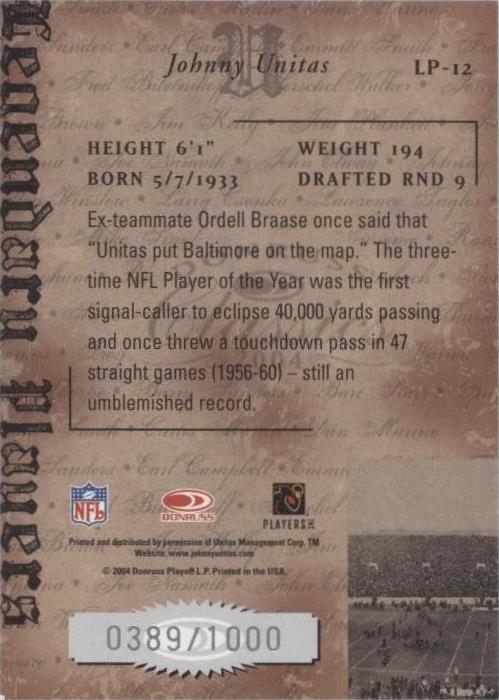 Legendary Players
Johnny Unitas
LP-12
HEIGHT 6'1" WEIGHT 194
BORN 5/7/1933 DRAFTED RND 9
Ex-teammate Ordell Braase once said that
"Unitas put Baltimore on the map." The three-
time NFL Player of the Year was the first
signal-caller to eclipse 40,000 yards passing
and once threw a touchdown pass in 47
straight games (1956-60) – still an
umblemished record.
Classics
2004
NFL
DONRUSS
PLAYERS INC
Printed and distributed by permission of Unitas Management Corp. TM
Website: www.johnnyunitas.com
© 2004 Donruss Playoff L.P. Printed in the USA.
0389/1000